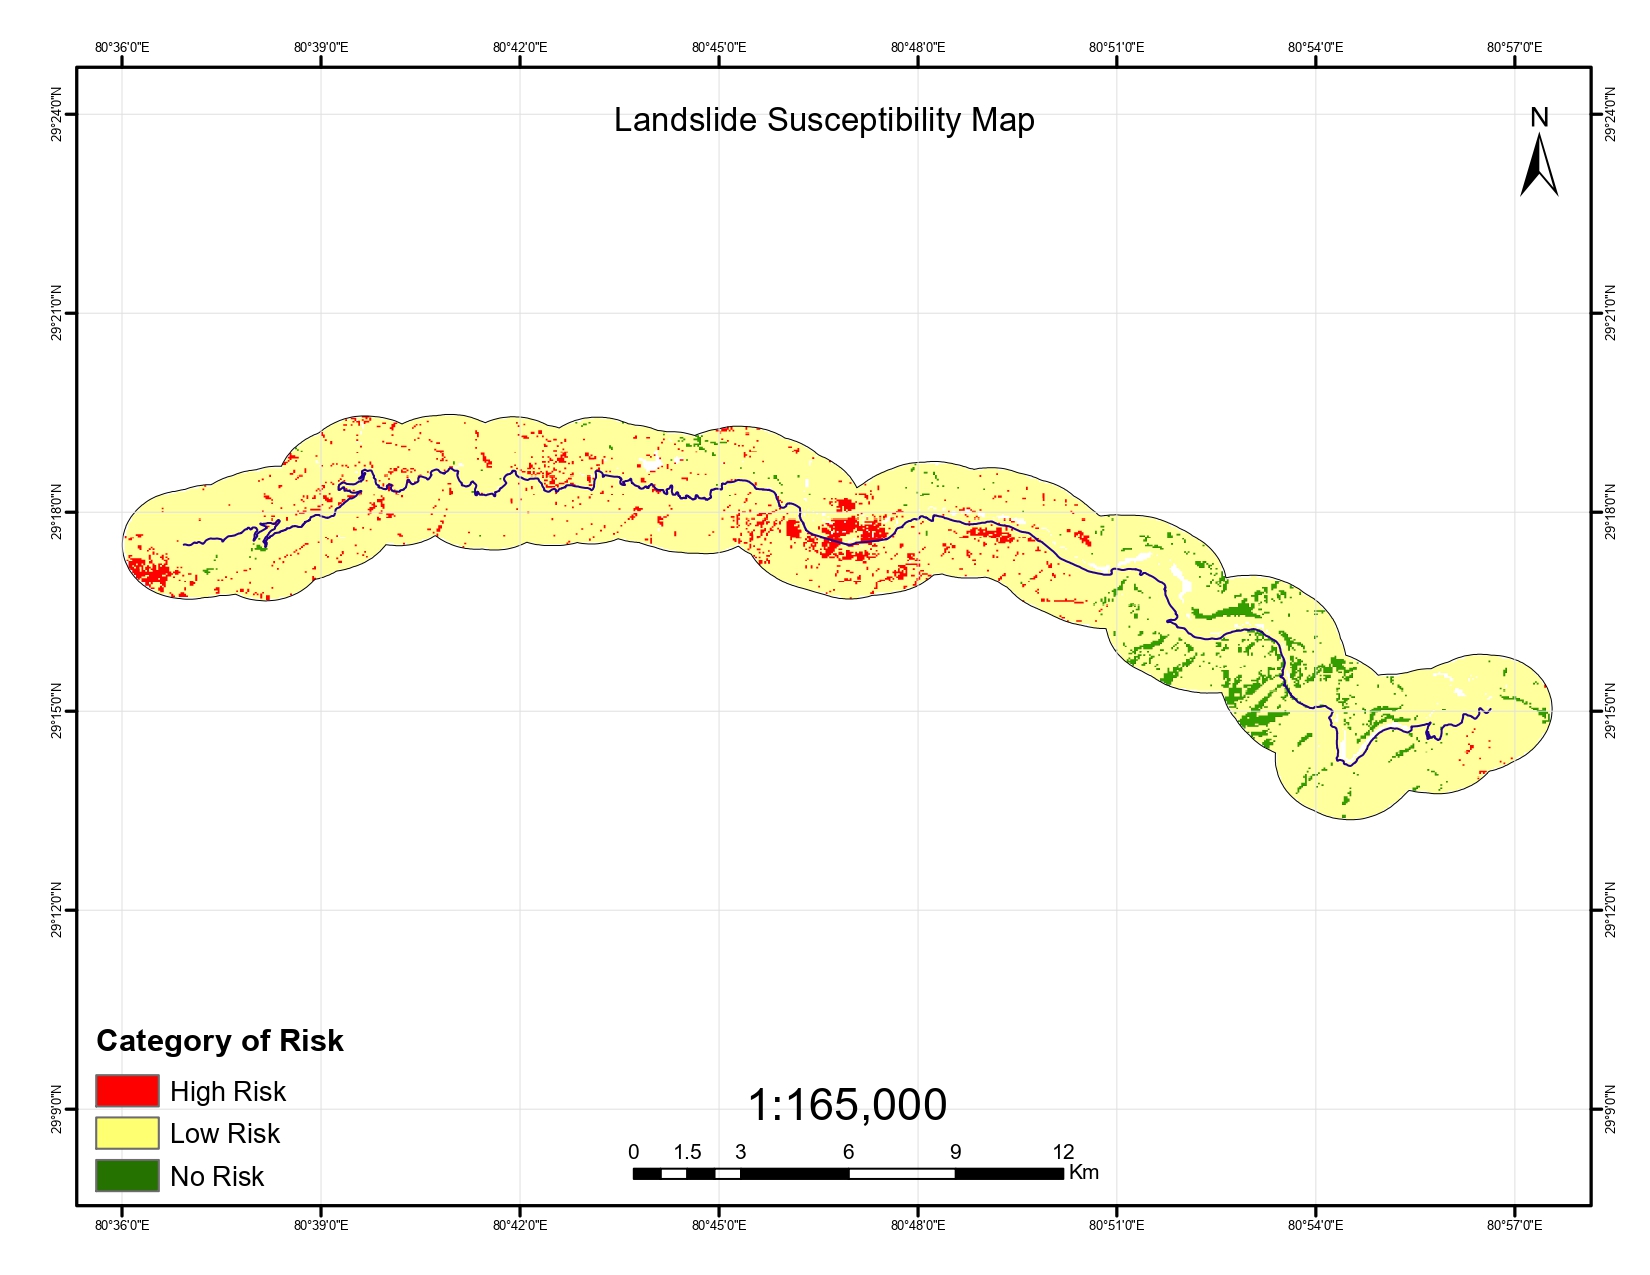 80°36'0"E 80°39'0"E 80°42'0"E 80°45'0"E 80°48'0"E 80°51'0"E 80°54'0"E 80°57'0"E
Landslide Susceptibility Map
N
29°24'0"N 29°24'0"N
29°21'0"N 29°21'0"N
29°18'0"N 29°18'0"N
29°15'0"N 29°15'0"N
29°12'0"N 29°12'0"N
29°9'0"N 29°9'0"N
Category of Risk
High Risk
Low Risk
No Risk
1:165,000
0 1.5 3 6 9 12
Km
80°36'0"E 80°39'0"E 80°42'0"E 80°45'0"E 80°48'0"E 80°51'0"E 80°54'0"E 80°57'0"E